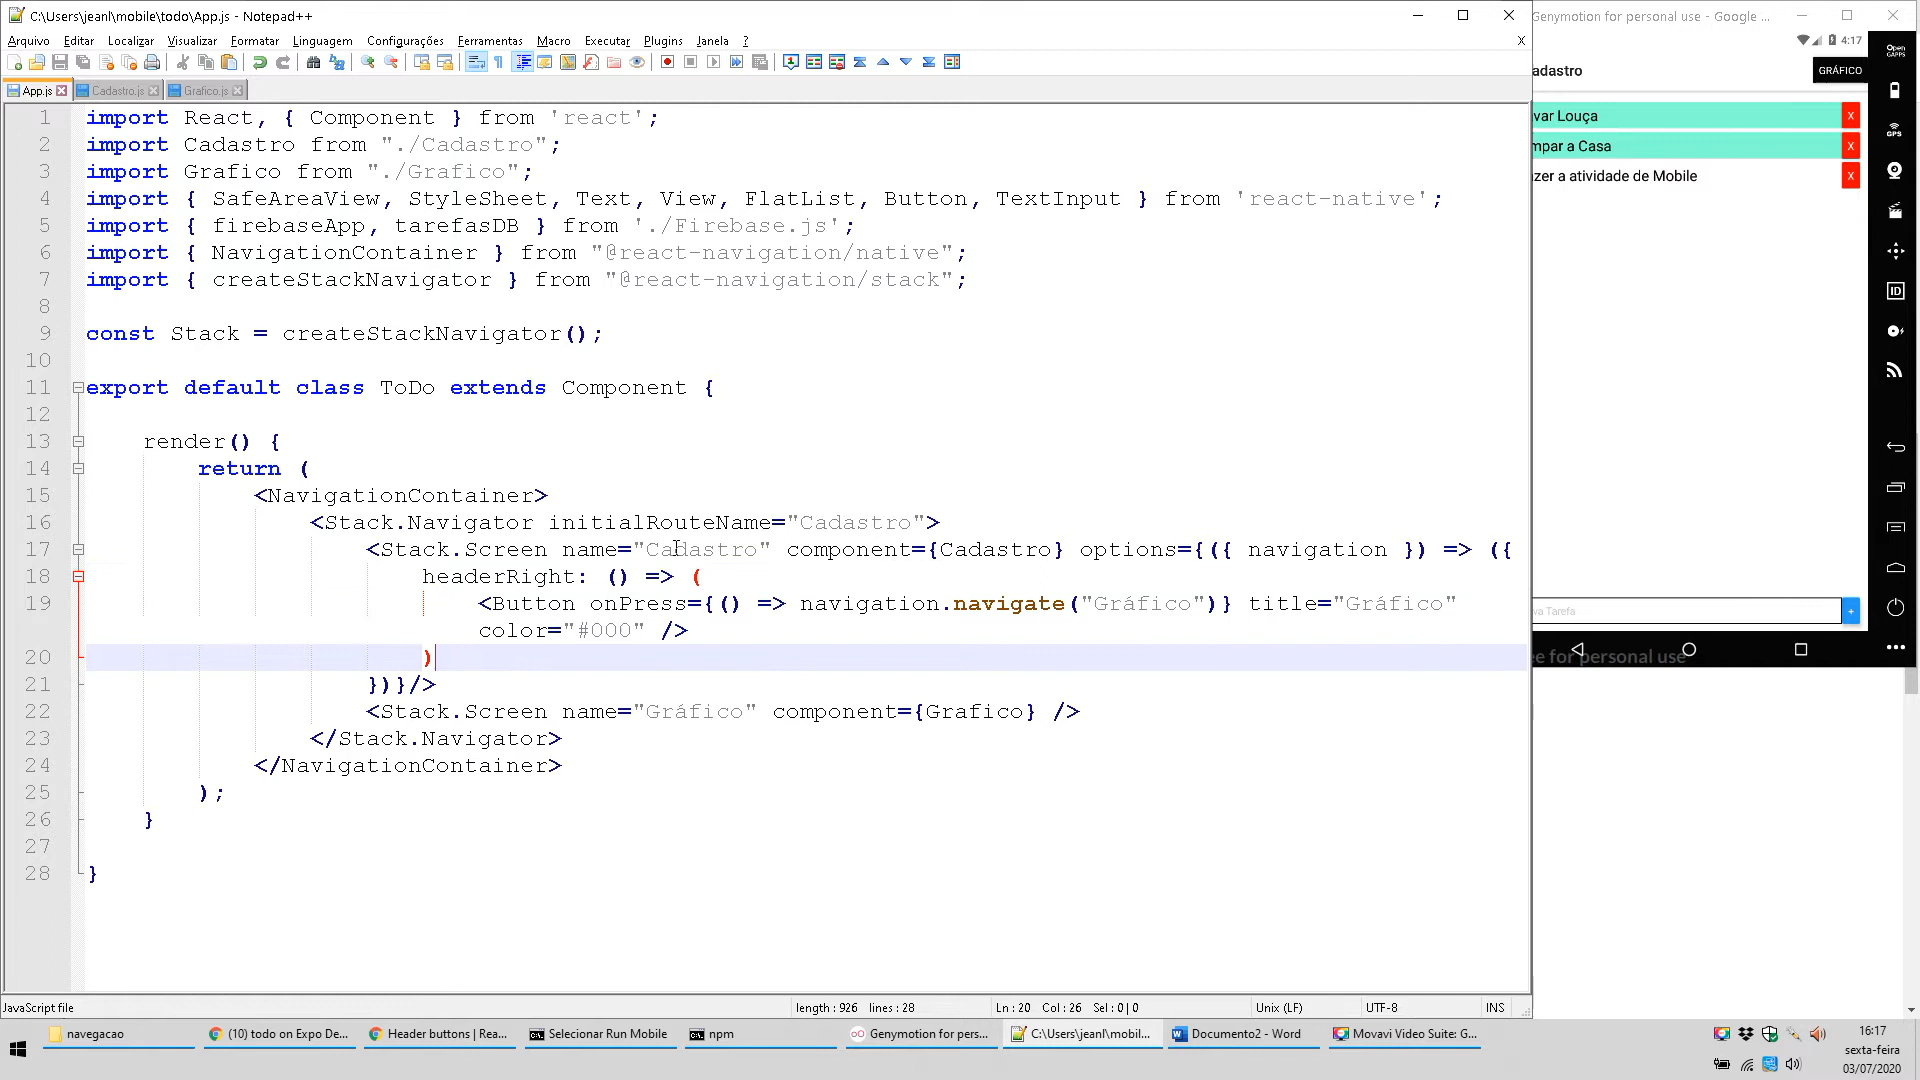 C:\Users\jeanl\mobile\todo\App.js - Notepad++
Arquivo Editar Localizar Visualizar Formatar Linguagem Configurações Ferramentas Macro Executar Plugins Janela ? X
App.js Cadastro.js Grafico.js
1 import React, { Component } from 'react';
2 import Cadastro from "./Cadastro";
3 import Grafico from "./Grafico";
4 import { SafeAreaView, StyleSheet, Text, View, FlatList, Button, TextInput } from 'react-native';
5 import { firebaseApp, tarefasDB } from './Firebase.js';
6 import { NavigationContainer } from "@react-navigation/native";
7 import { createStackNavigator } from "@react-navigation/stack";
8
9 const Stack = createStackNavigator();
10
11 export default class ToDo extends Component {
12
13 render() {
14 return (
15 <NavigationContainer>
16 <Stack.Navigator initialRouteName="Cadastro">
17 <Stack.Screen name="Cadastro" component={Cadastro} options={({ navigation }) => ({
18 headerRight: () => (
19 <Button onPress={() => navigation.navigate("Gráfico")} title="Gráfico"
color="#000" />
20 )
21 })}/>
22 <Stack.Screen name="Gráfico" component={Grafico} />
23 </Stack.Navigator>
24 </NavigationContainer>
25 );
26 }
27
28 }
JavaScript file length : 926 lines : 28 Ln : 20 Col : 26 Sel : 0 | 0 Unix (LF) UTF-8 INS
Genymotion for personal use - Google ...
4:17
adastro GRÁFICO
var Louça X
mpar a Casa X
zer a atividade de Mobile X
va Tarefa +
ee for personal use
Open GAPPS
GPS
ID
navegacao (10) todo on Expo De... Header buttons | Rea... Selecionar Run Mobile npm Genymotion for pers... C:\Users\jeanl\mobil... Documento2 - Word Movavi Video Suite: G...
16:17
sexta-feira
03/07/2020